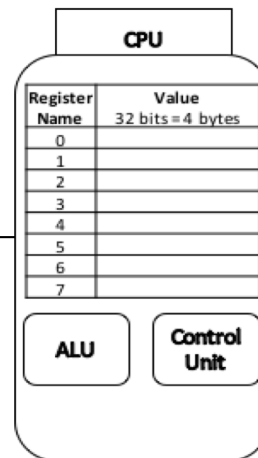 CPU
Register Name Value
32 bits = 4 bytes
0
1
2
3
4
5
6
7
ALU
Control
Unit